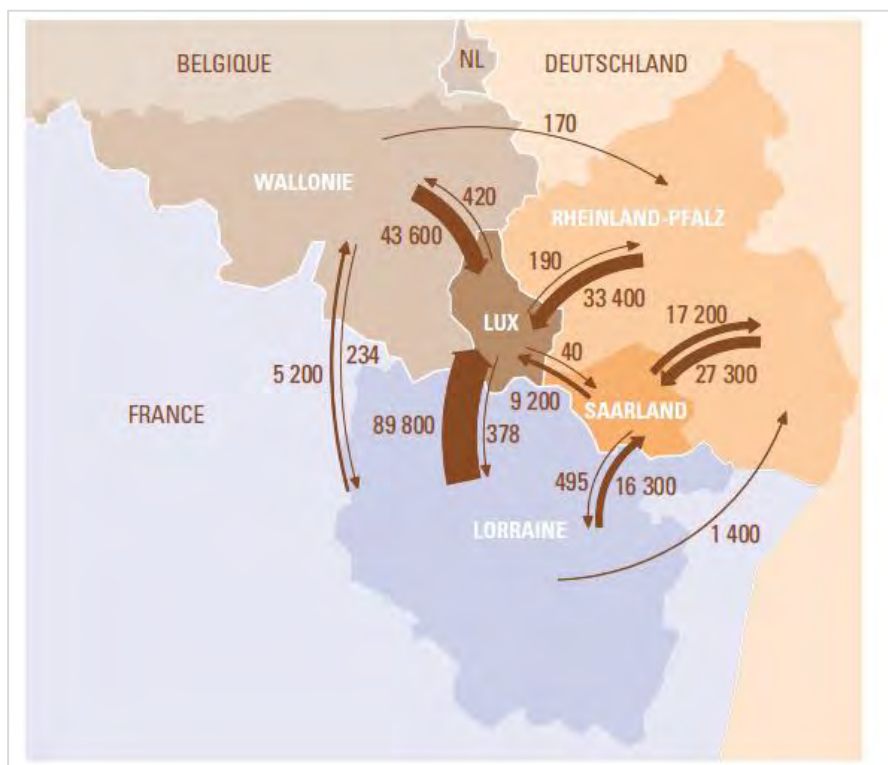 BELGIQUE
NL
DEUTSCHLAND
170
WALLONIE
420
RHEINLAND-PFALZ
43 600
190
33 400
17 200
LUX
40
5 200
234
27 300
9 200
SAARLAND
FRANCE
89 800
378
495
16 300
LORRAINE
1 400